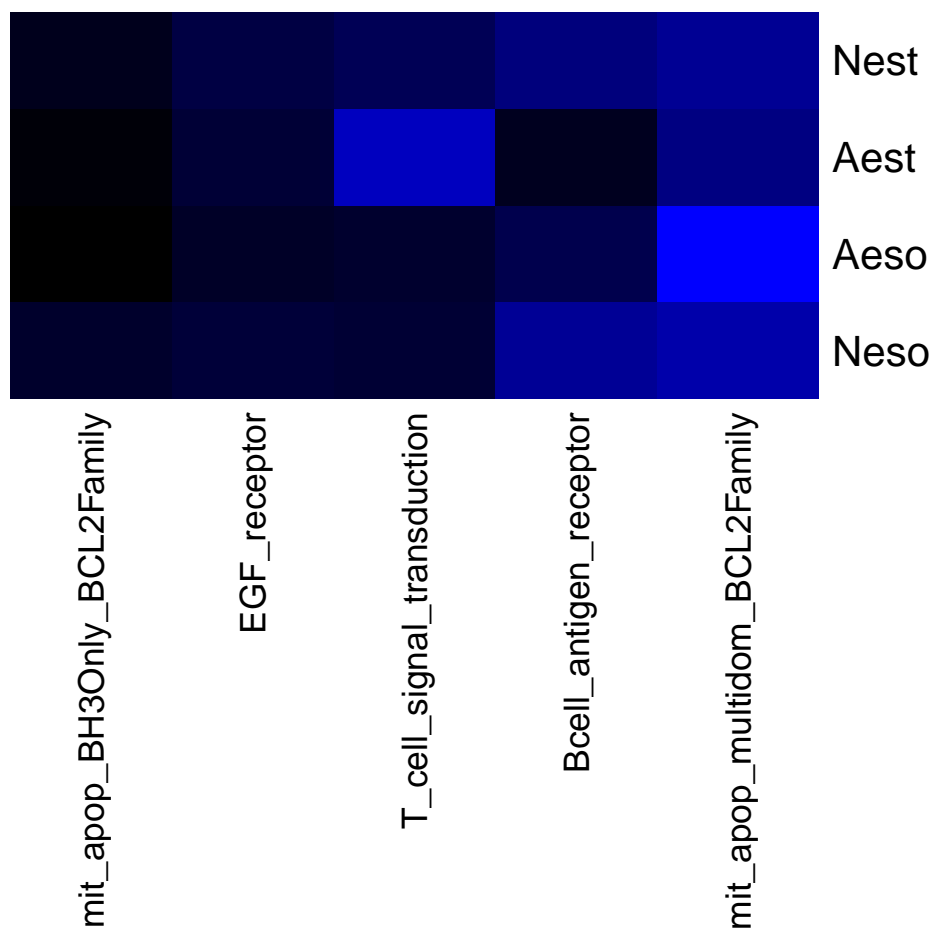 Nest
Aest
Aeso
Neso
mit_apop_BH3Only_BCL2Family
EGF_receptor
T_cell_signal_transduction
Bcell_antigen_receptor
mit_apop_multidom_BCL2Family